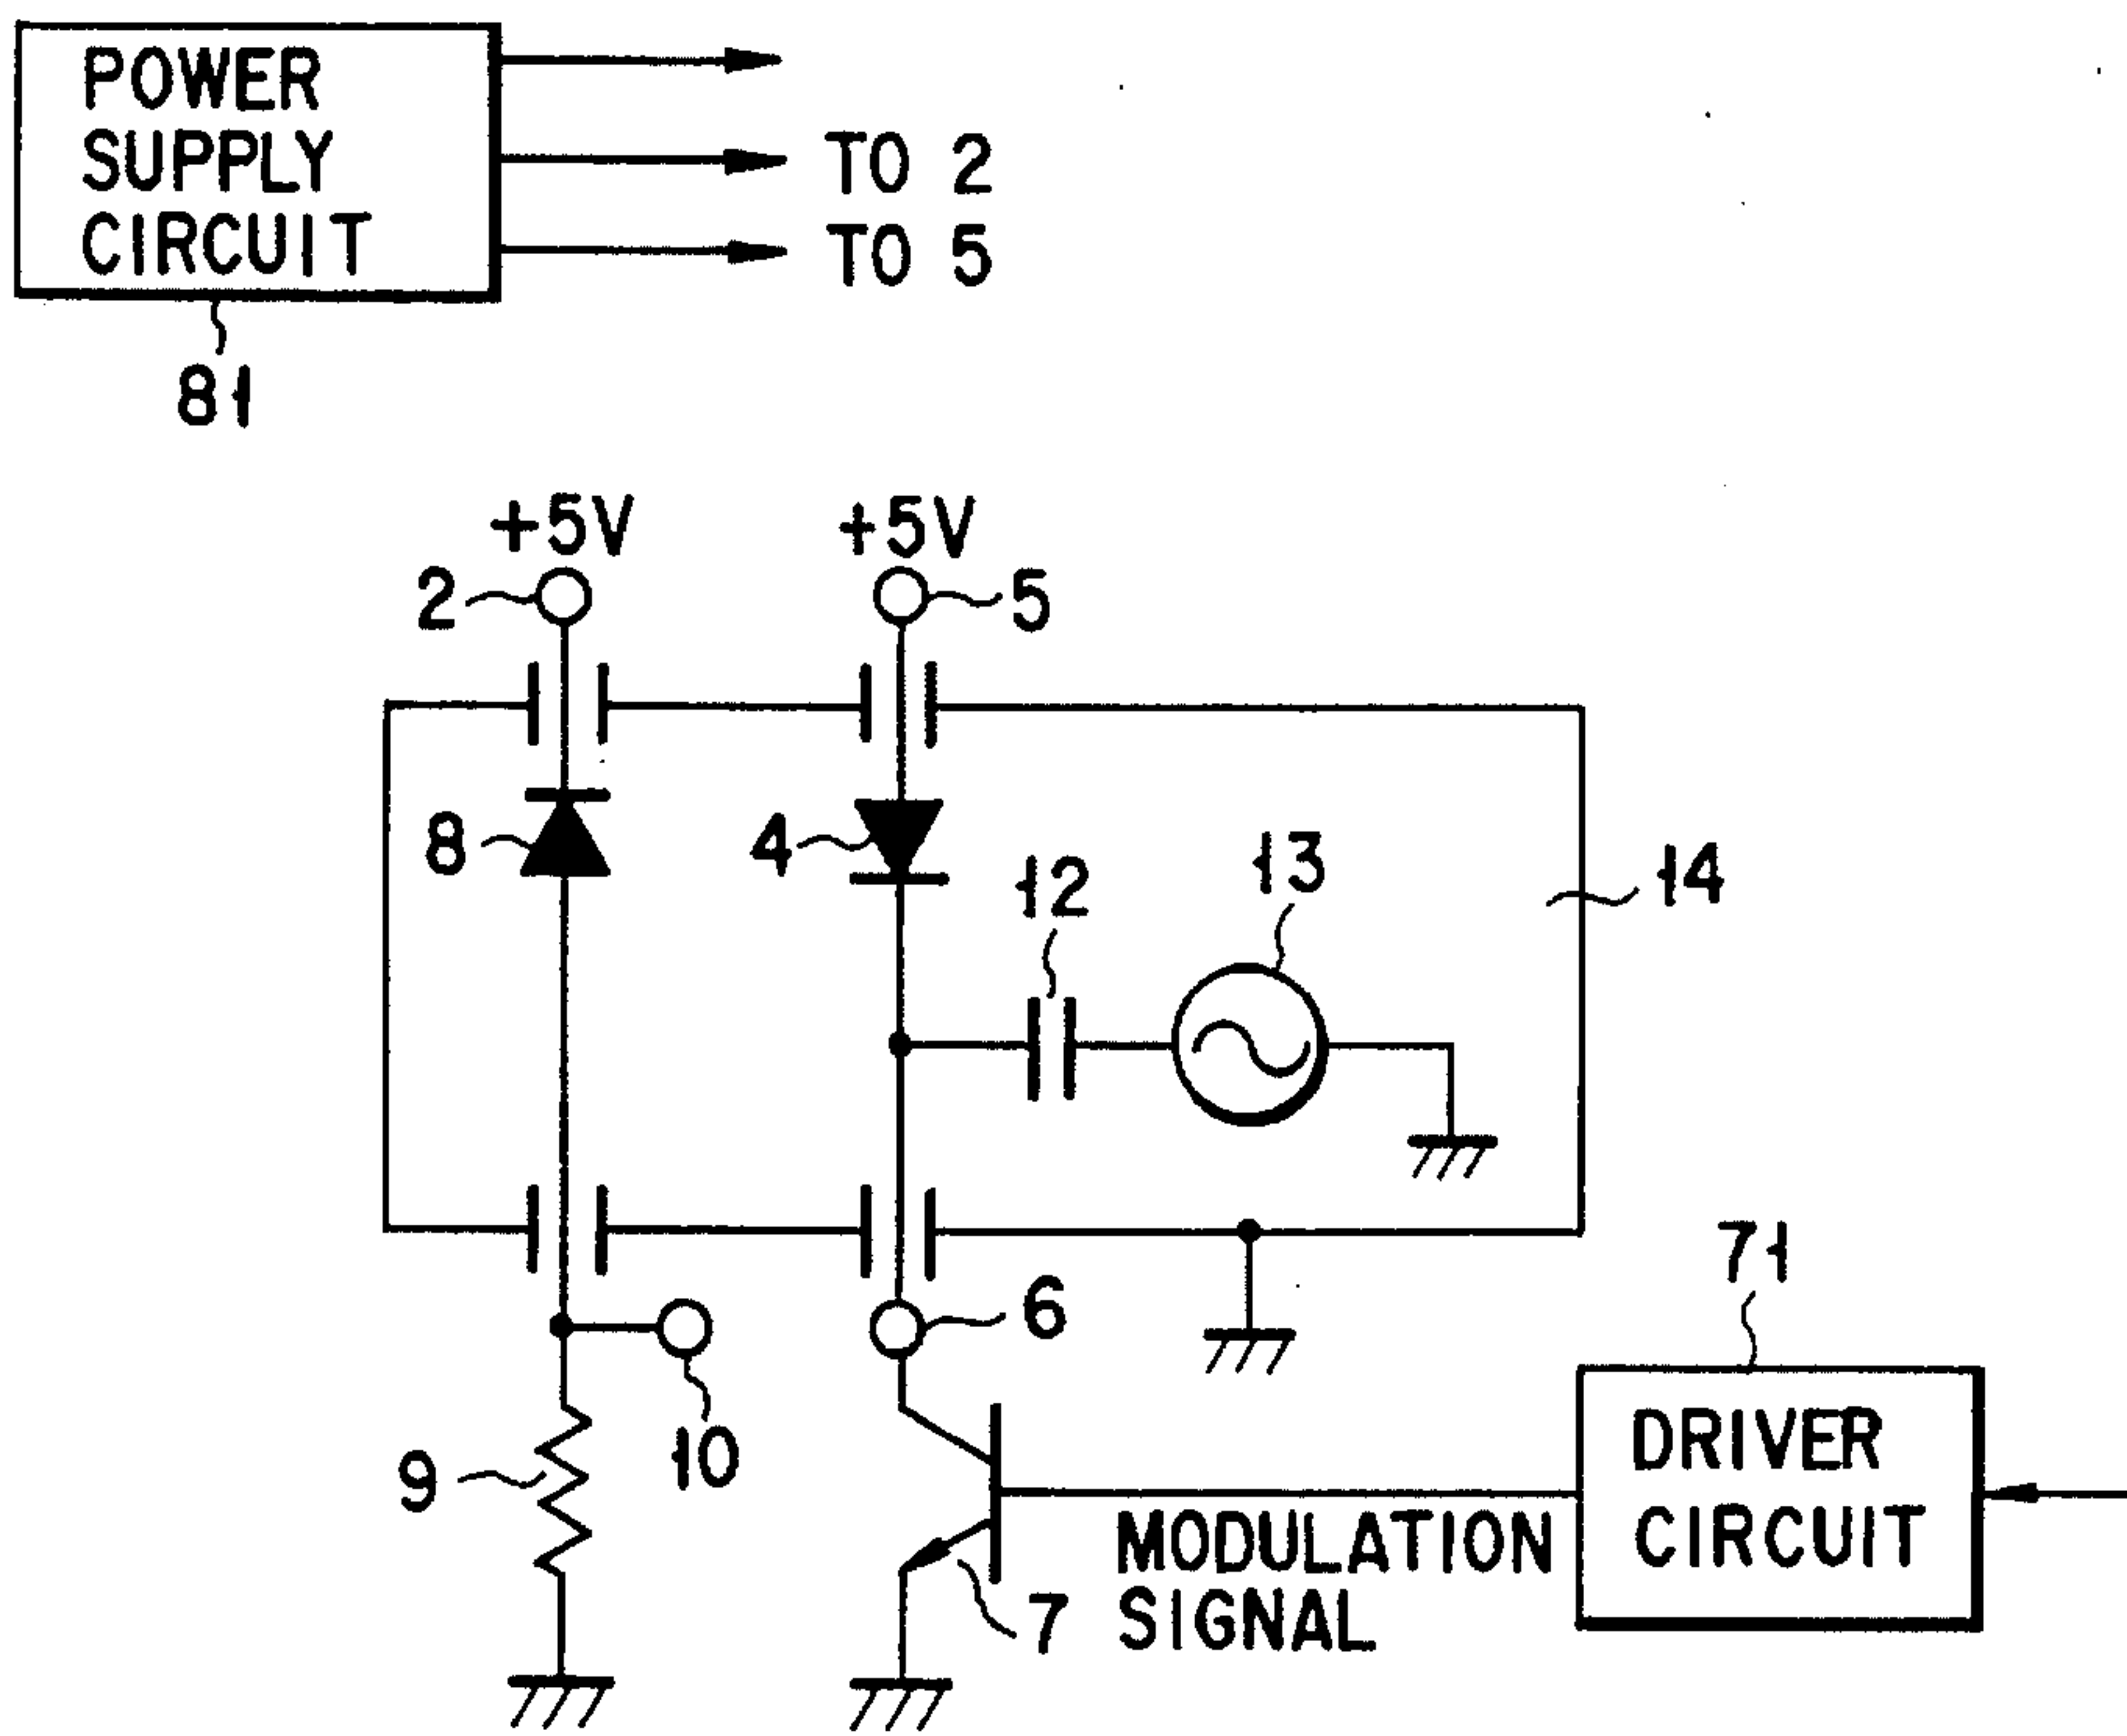 POWER
SUPPLY
CIRCUIT
TO 2
TO 5
81
+5V +5V
2 5
8 4 12 13 14
6
71
10
9
DRIVER
CIRCUIT
MODULATION
SIGNAL
7